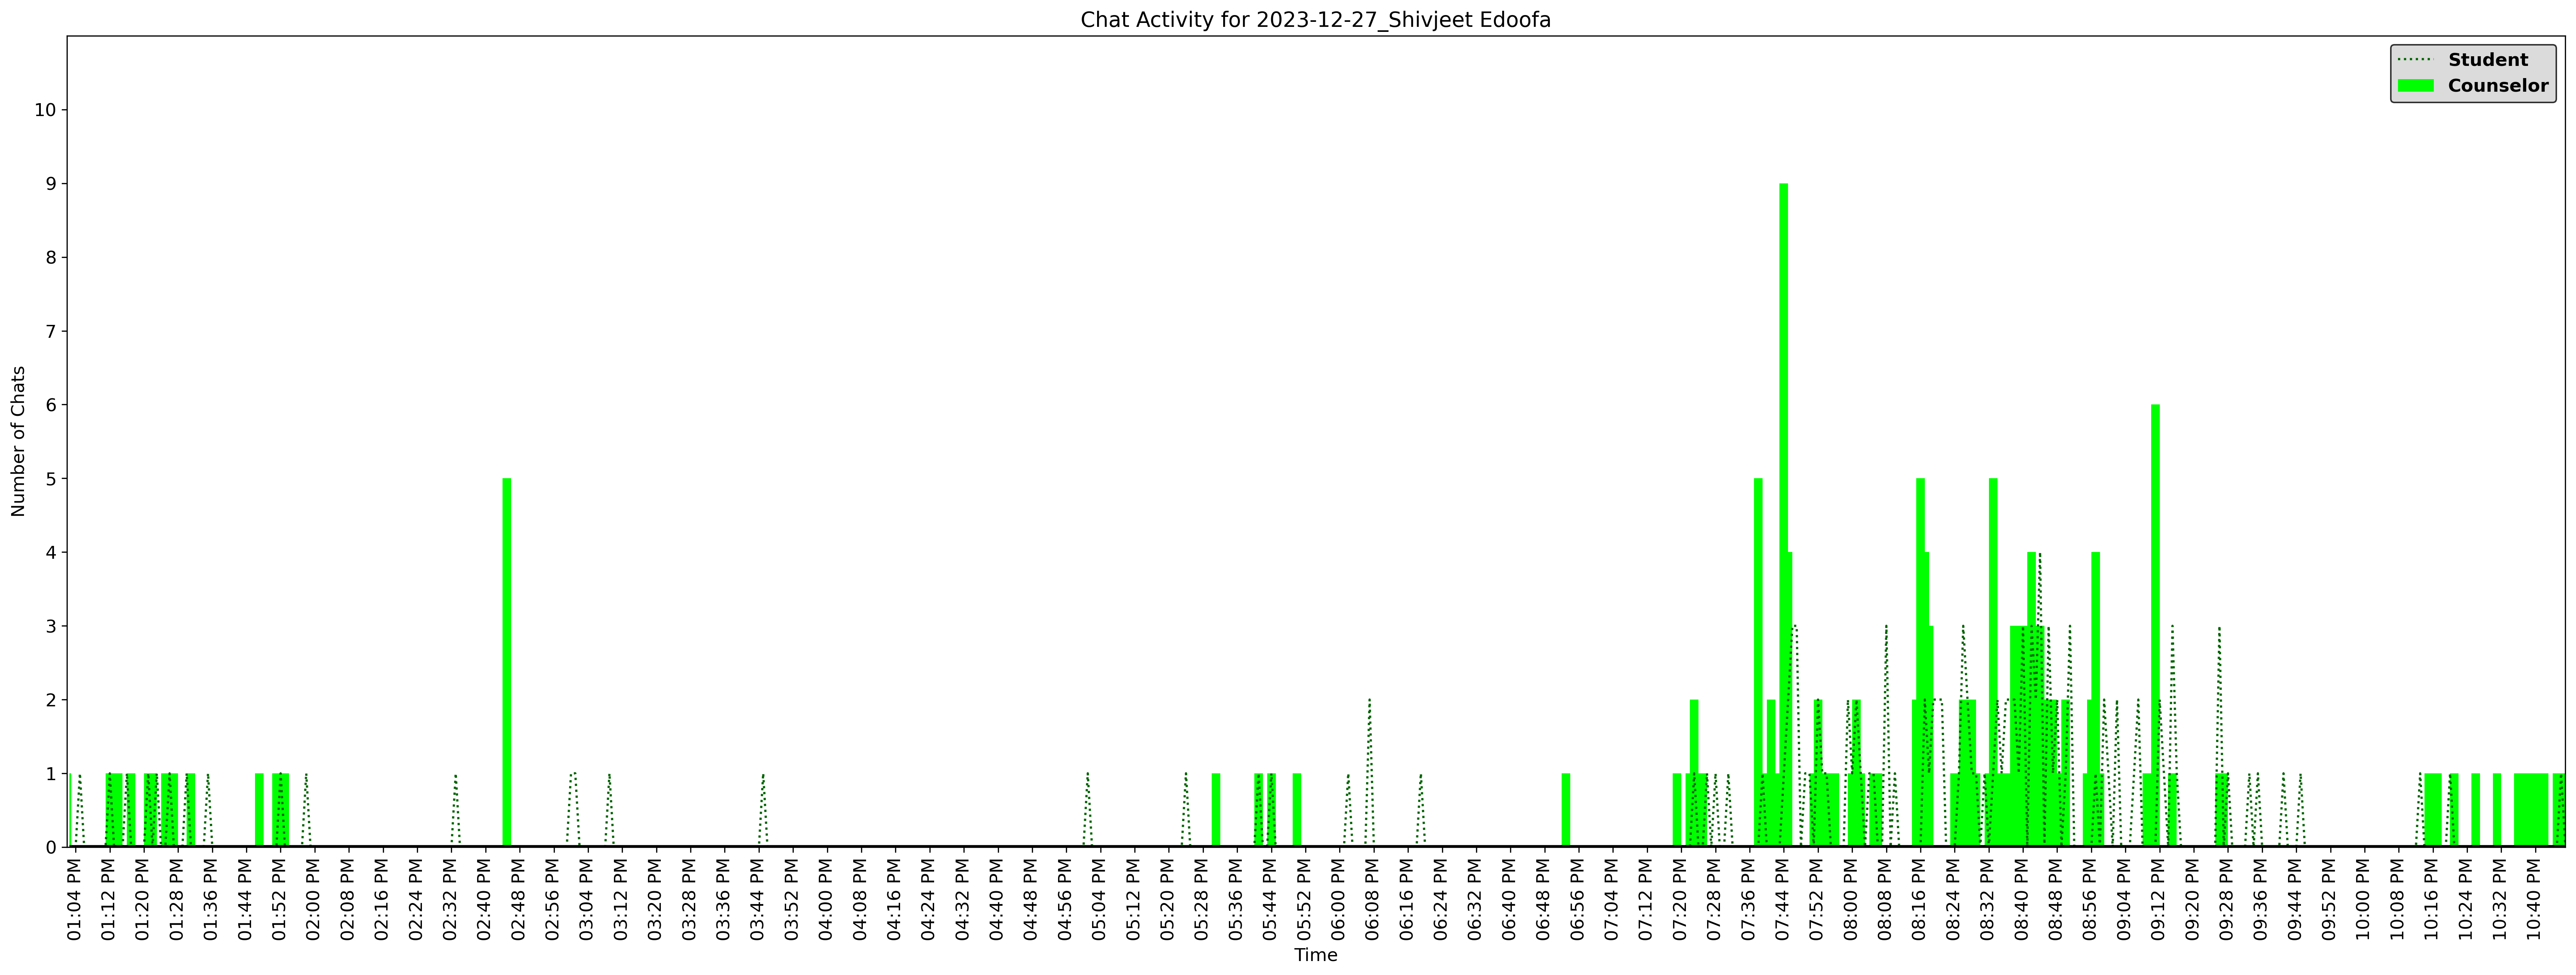 Chat Activity for 2023-12-27_Shivjeet Edoofa
Student
Counselor
Number of Chats
10
9
8
7
6
5
4
3
2
1
0
01:04 PM
01:12 PM
01:20 PM
01:28 PM
01:36 PM
01:44 PM
01:52 PM
02:00 PM
02:08 PM
02:16 PM
02:24 PM
02:32 PM
02:40 PM
02:48 PM
02:56 PM
03:04 PM
03:12 PM
03:20 PM
03:28 PM
03:36 PM
03:44 PM
03:52 PM
04:00 PM
04:08 PM
04:16 PM
04:24 PM
04:32 PM
04:40 PM
04:48 PM
04:56 PM
05:04 PM
05:12 PM
05:20 PM
05:28 PM
05:36 PM
05:44 PM
05:52 PM
06:00 PM
06:08 PM
06:16 PM
06:24 PM
06:32 PM
06:40 PM
06:48 PM
06:56 PM
07:04 PM
07:12 PM
07:20 PM
07:28 PM
07:36 PM
07:44 PM
07:52 PM
08:00 PM
08:08 PM
08:16 PM
08:24 PM
08:32 PM
08:40 PM
08:48 PM
08:56 PM
09:04 PM
09:12 PM
09:20 PM
09:28 PM
09:36 PM
09:44 PM
09:52 PM
10:00 PM
10:08 PM
10:16 PM
10:24 PM
10:32 PM
10:40 PM
Time